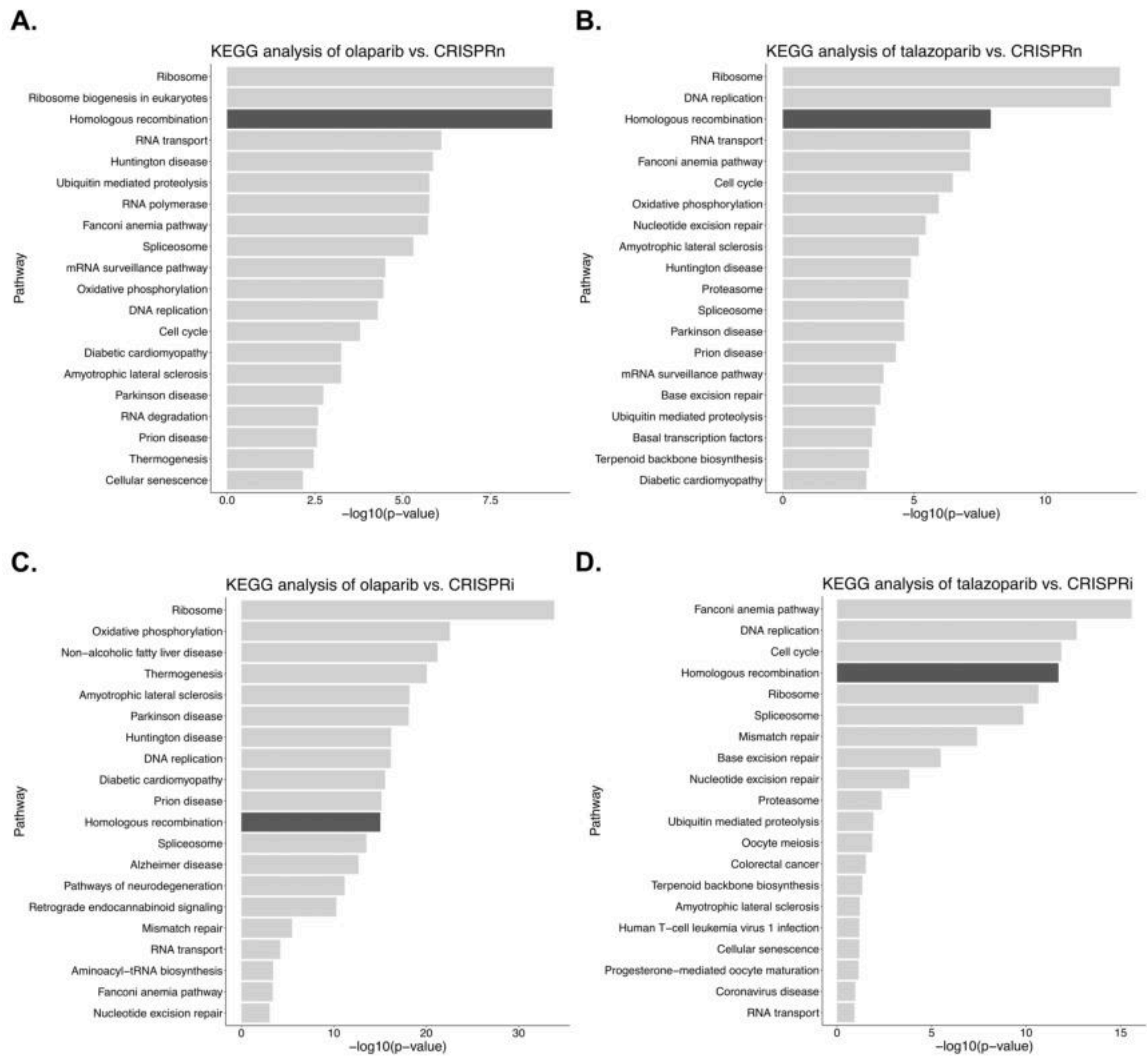 A.
KEGG analysis of olaparib vs. CRISPRn
Pathway
Ribosome
Ribosome biogenesis in eukaryotes
Homologous recombination
RNA transport
Huntington disease
Ubiquitin mediated proteolysis
RNA polymerase
Fanconi anemia pathway
Spliceosome
mRNA surveillance pathway
Oxidative phosphorylation
DNA replication
Cell cycle
Diabetic cardiomyopathy
Amyotrophic lateral sclerosis
Parkinson disease
RNA degradation
Prion disease
Thermogenesis
Cellular senescence
0.0 2.5 5.0 7.5
−log10(p−value)
B.
KEGG analysis of talazoparib vs. CRISPRn
Pathway
Ribosome
DNA replication
Homologous recombination
RNA transport
Fanconi anemia pathway
Cell cycle
Oxidative phosphorylation
Nucleotide excision repair
Amyotrophic lateral sclerosis
Huntington disease
Proteasome
Spliceosome
Parkinson disease
Prion disease
mRNA surveillance pathway
Base excision repair
Ubiquitin mediated proteolysis
Basal transcription factors
Terpenoid backbone biosynthesis
Diabetic cardiomyopathy
0 5 10
−log10(p−value)
C.
KEGG analysis of olaparib vs. CRISPRi
Pathway
Ribosome
Oxidative phosphorylation
Non−alcoholic fatty liver disease
Thermogenesis
Amyotrophic lateral sclerosis
Parkinson disease
Huntington disease
DNA replication
Diabetic cardiomyopathy
Prion disease
Homologous recombination
Spliceosome
Alzheimer disease
Pathways of neurodegeneration
Retrograde endocannabinoid signaling
Mismatch repair
RNA transport
Aminoacyl−tRNA biosynthesis
Fanconi anemia pathway
Nucleotide excision repair
0 10 20 30
−log10(p−value)
D.
KEGG analysis of talazoparib vs. CRISPRi
Pathway
Fanconi anemia pathway
DNA replication
Cell cycle
Homologous recombination
Ribosome
Spliceosome
Mismatch repair
Base excision repair
Nucleotide excision repair
Proteasome
Ubiquitin mediated proteolysis
Oocyte meiosis
Colorectal cancer
Terpenoid backbone biosynthesis
Amyotrophic lateral sclerosis
Human T−cell leukemia virus 1 infection
Cellular senescence
Progesterone−mediated oocyte maturation
Coronavirus disease
RNA transport
0 5 10 15
−log10(p−value)